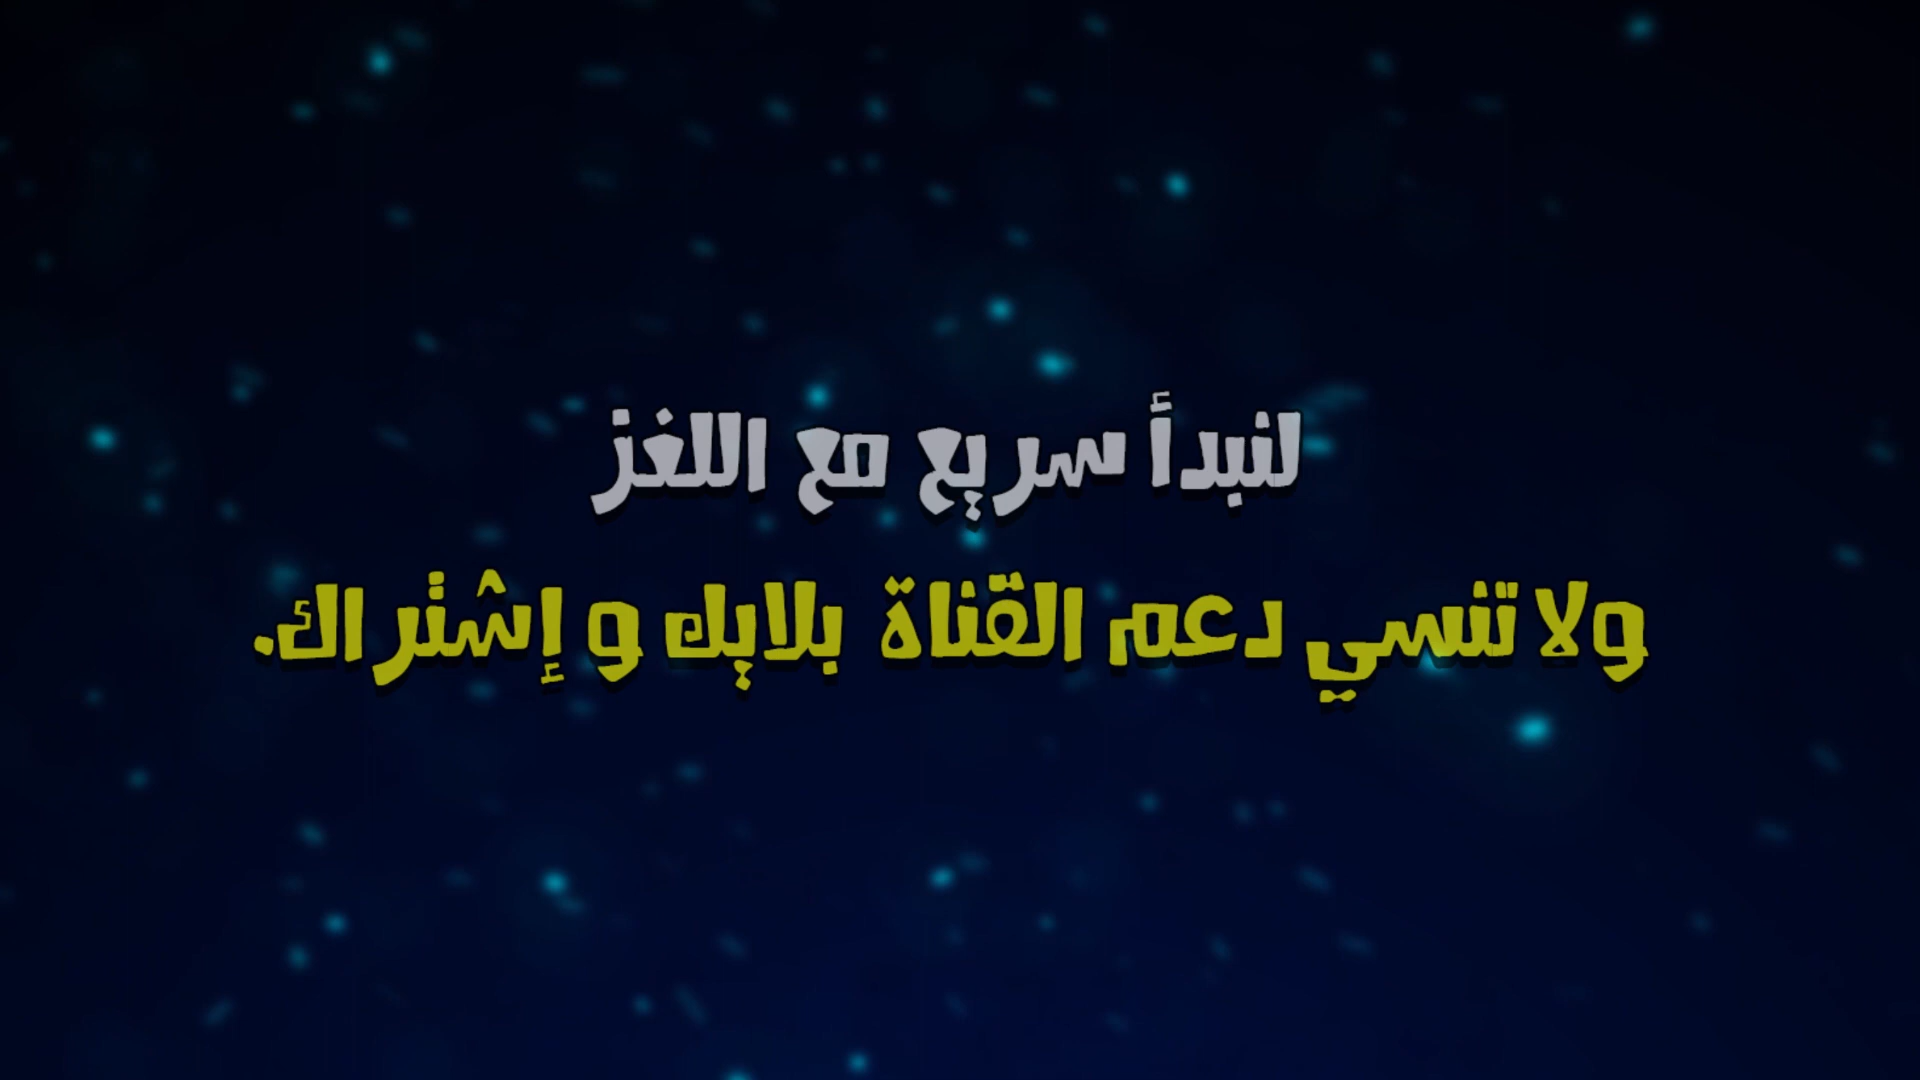 لنبدأ سريع مع اللغز
ولا تنسي دعم القناة بلايك و إشتراك.